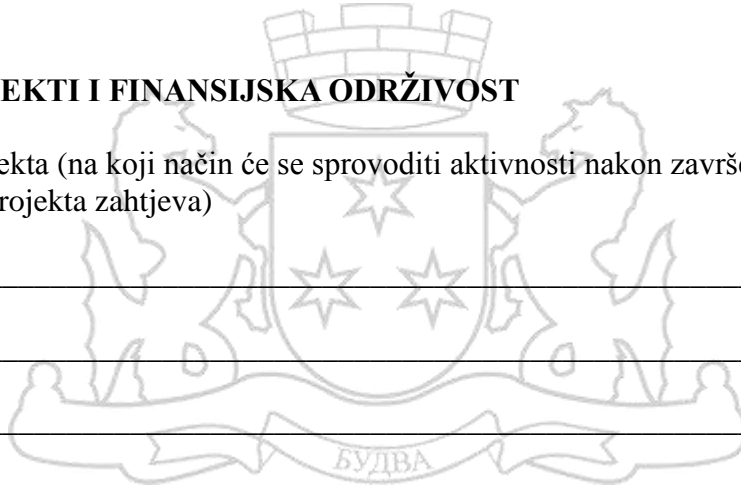 EKTI I FINANSIJSKA ODRŽIVOST
ekta (na koji način će se sprovoditi aktivnosti nakon završe
rojekta zahtjeva)
БУДВА